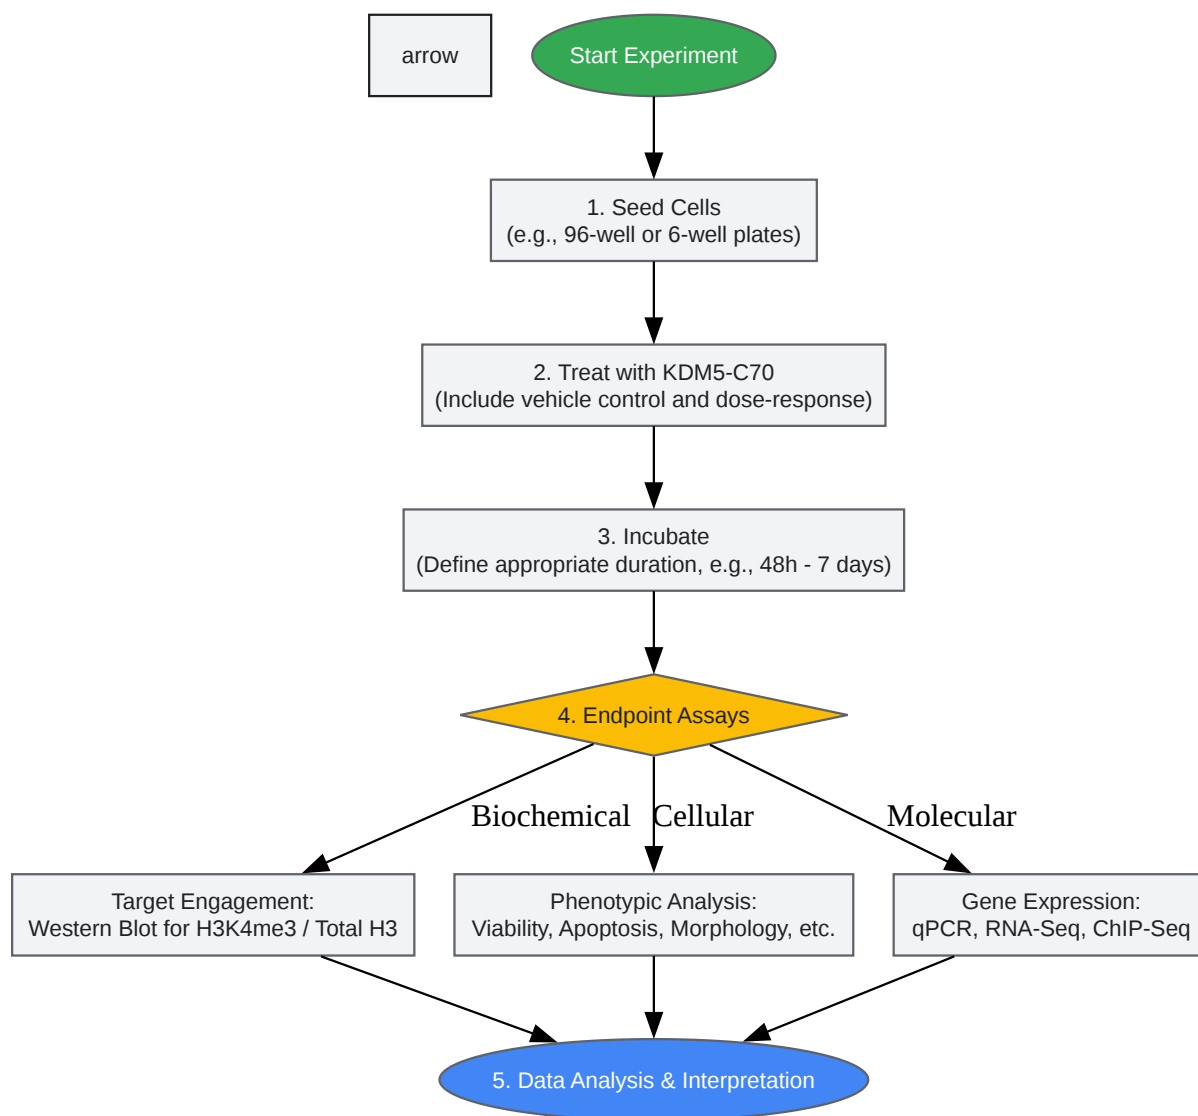 arrow
Start Experiment
1. Seed Cells
(e.g., 96-well or 6-well plates)
2. Treat with KDM5-C70
(Include vehicle control and dose-response)
3. Incubate
(Define appropriate duration, e.g., 48h - 7 days)
4. Endpoint Assays
Biochemical
Cellular
Molecular
Target Engagement:
Western Blot for H3K4me3 / Total H3
Phenotypic Analysis:
Viability, Apoptosis, Morphology, etc.
Gene Expression:
qPCR, RNA-Seq, ChIP-Seq
5. Data Analysis & Interpretation